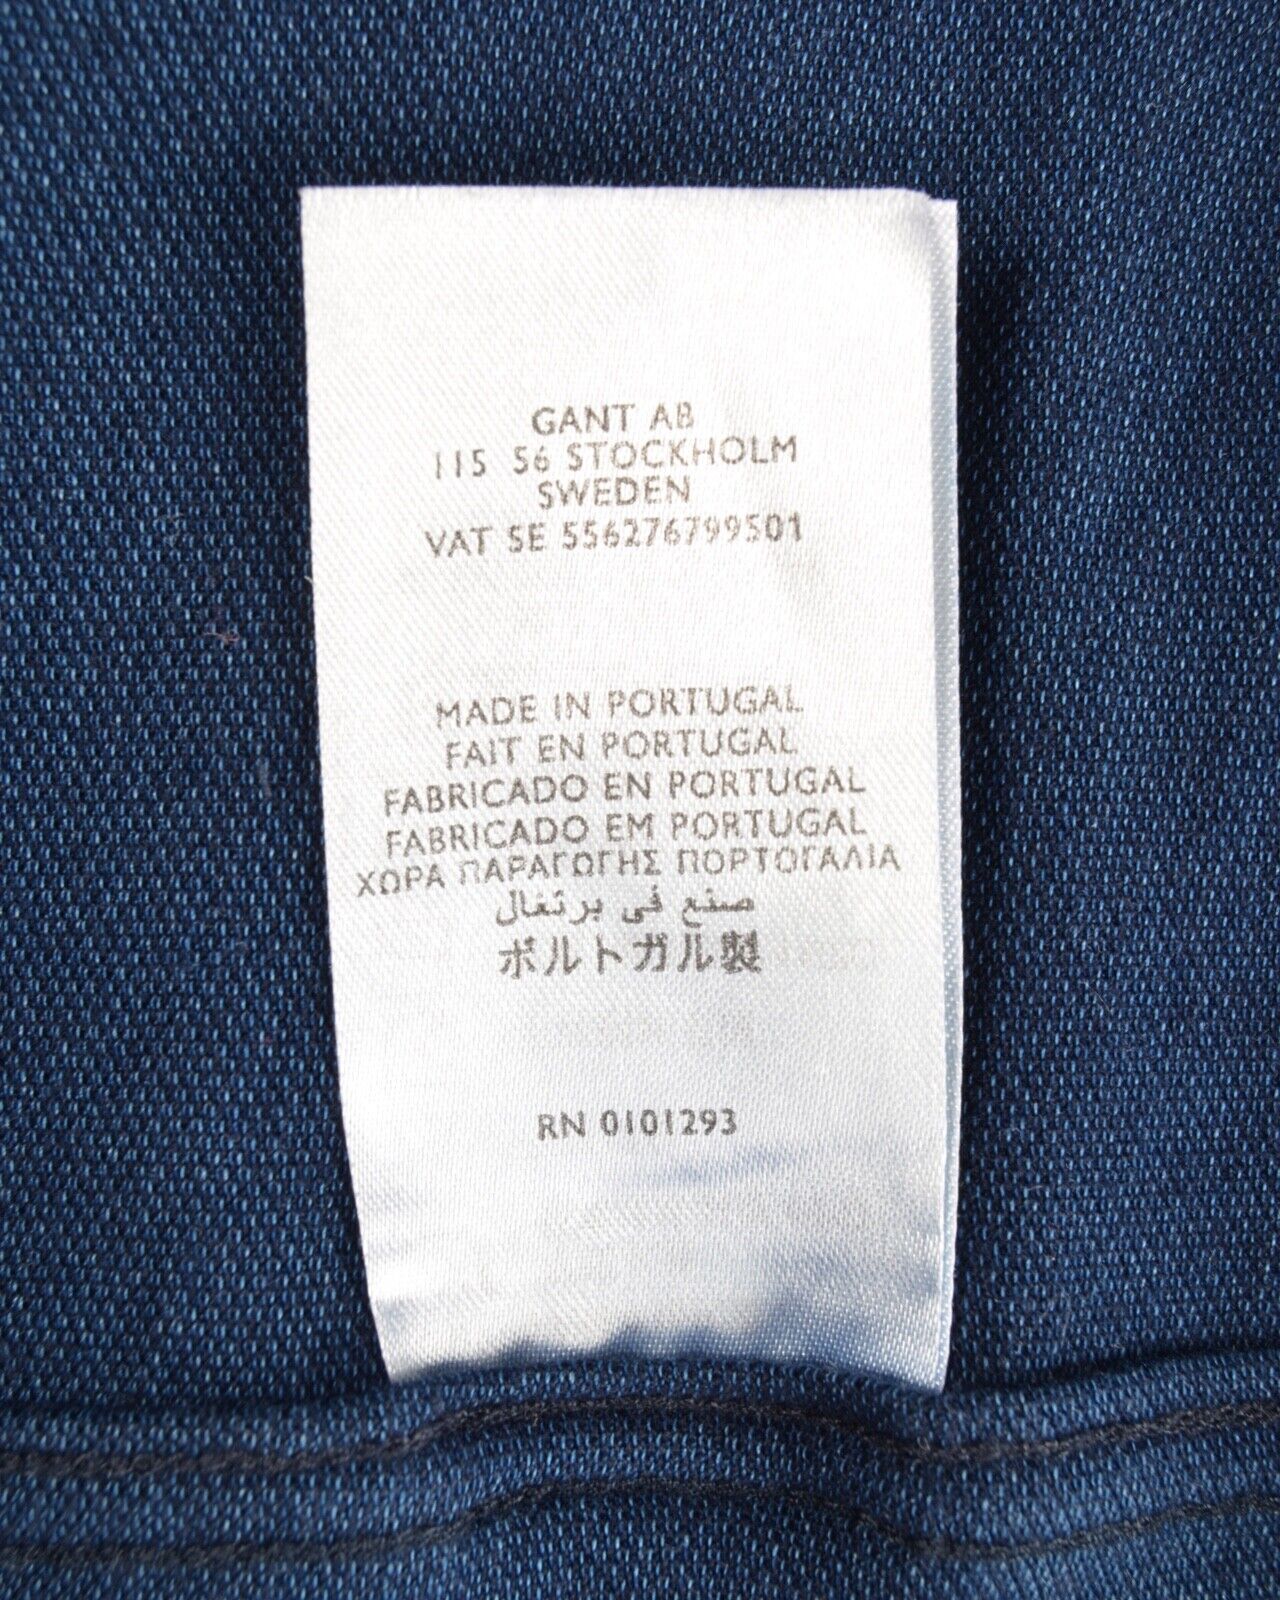 GANT AB
115 56 STOCKHOLM
SWEDEN
VAT SE 556276799501
MADE IN PORTUGAL
FAIT EN PORTUGAL
FABRICADO EN PORTUGAL
FABRICADO EM PORTUGAL
ΧΩΡΑ ΠΑΡΑΓΩΓΗΣ ΠΟΡΤΟΓΑΛΙΑ
صنع في برتغال
ポルトガル製
RN 0101293